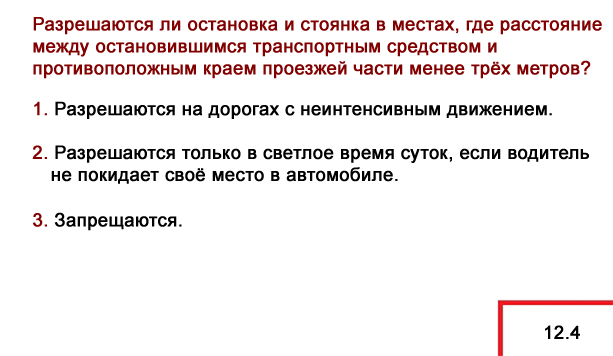 Разрешаются ли остановка и стоянка в местах, где расстояние
между остановившимся транспортным средством и
противоположным краем проезжей части менее трёх метров?
1. Разрешаются на дорогах с неинтенсивным движением.
2. Разрешаются только в светлое время суток, если водитель
не покидает своё место в автомобиле.
3. Запрещаются.
12.4